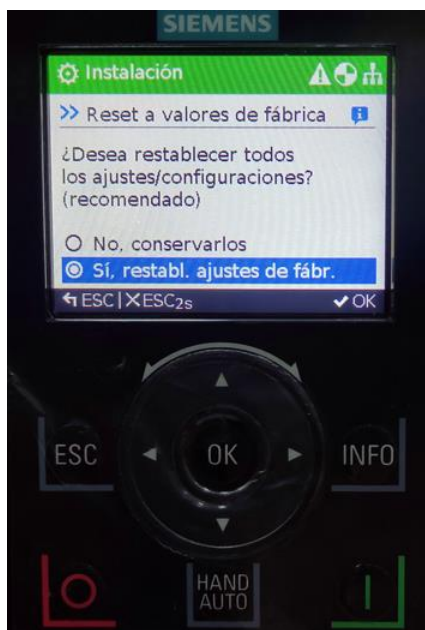 SIEMENS
Instalación
>> Reset a valores de fábrica
¿Desea restablecer todos
los ajustes/configuraciones?
(recomendado)
No, conservarlos
Sí, restabl. ajustes de fábr.
ESC | ESC2s OK
ESC OK INFO
HAND
AUTO